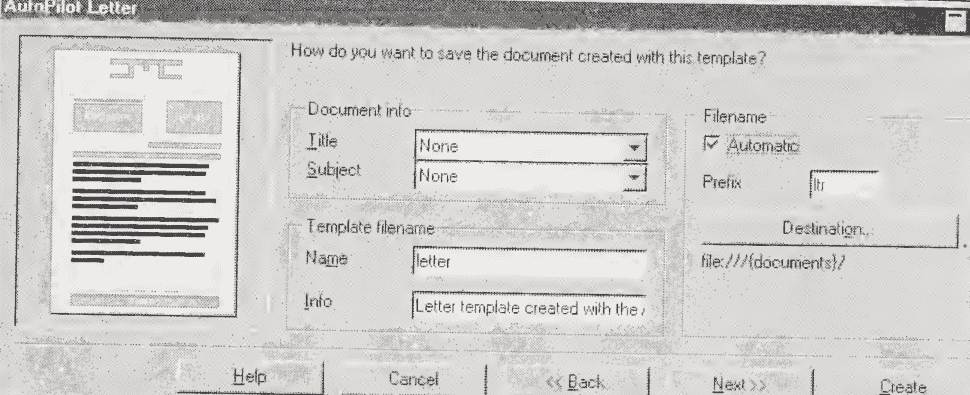 AutoPilot Letter
How do you want to save the document created with this template?
Document info
Title None
Subject None
Template filename
Name letter
Info Letter template created with the
Filename
Automatic
Prefix ltr
Destination...
file:///{documents}/
Help Cancel << Back Next >> Create